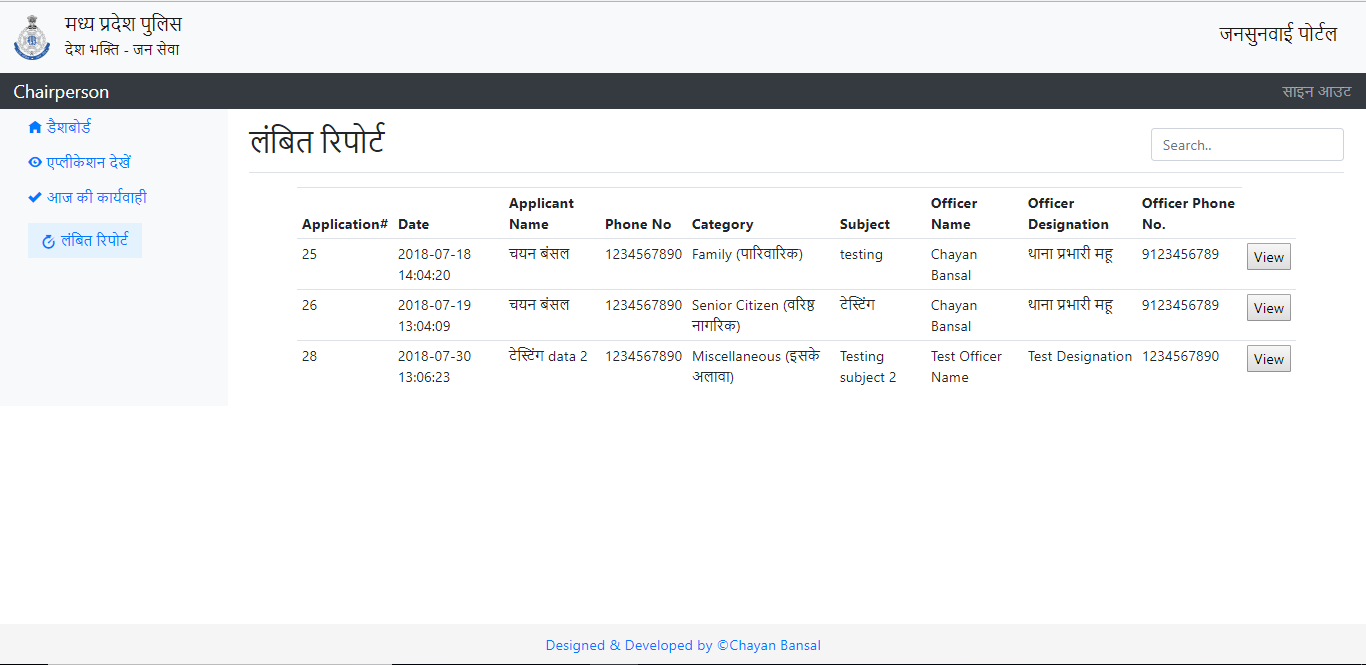 मध्य प्रदेश पुलिस
देश भक्ति - जन सेवा
जनसुनवाई पोर्टल
Chairperson
साइन आउट
डैशबोर्ड
एप्लीकेशन देखें
आज की कार्यवाही
लंबित रिपोर्ट
लंबित रिपोर्ट
Search..
Application# Date Applicant Name Phone No Category Subject Officer Name Officer Designation Officer Phone No.
25 2018-07-18 14:04:20 चयन बंसल 1234567890 Family (पारिवारिक) testing Chayan Bansal थाना प्रभारी महू 9123456789 View
26 2018-07-19 13:04:09 चयन बंसल 1234567890 Senior Citizen (वरिष्ठ नागरिक) टेस्टिंग Chayan Bansal थाना प्रभारी महू 9123456789 View
28 2018-07-30 13:06:23 टेस्टिंग data 2 1234567890 Miscellaneous (इसके अलावा) Testing subject 2 Test Officer Name Test Designation 1234567890 View
Designed & Developed by ©Chayan Bansal